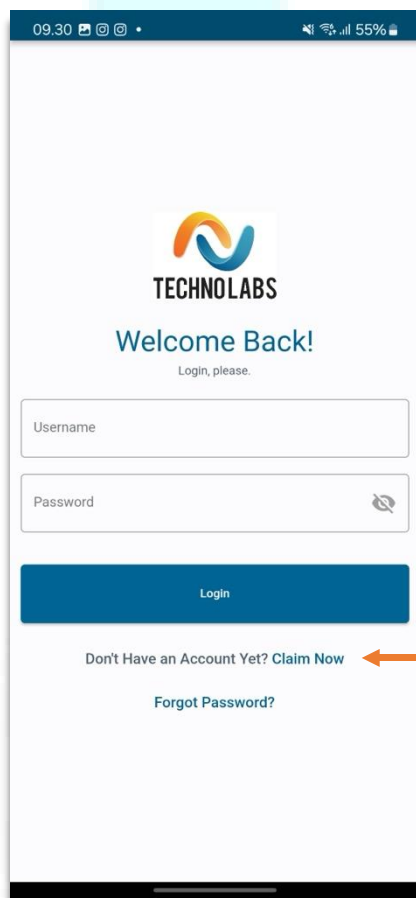 09.30 55%
TECHNOLABS
Welcome Back!
Login, please.
Username
Password
Login
Don't Have an Account Yet? Claim Now
Forgot Password?